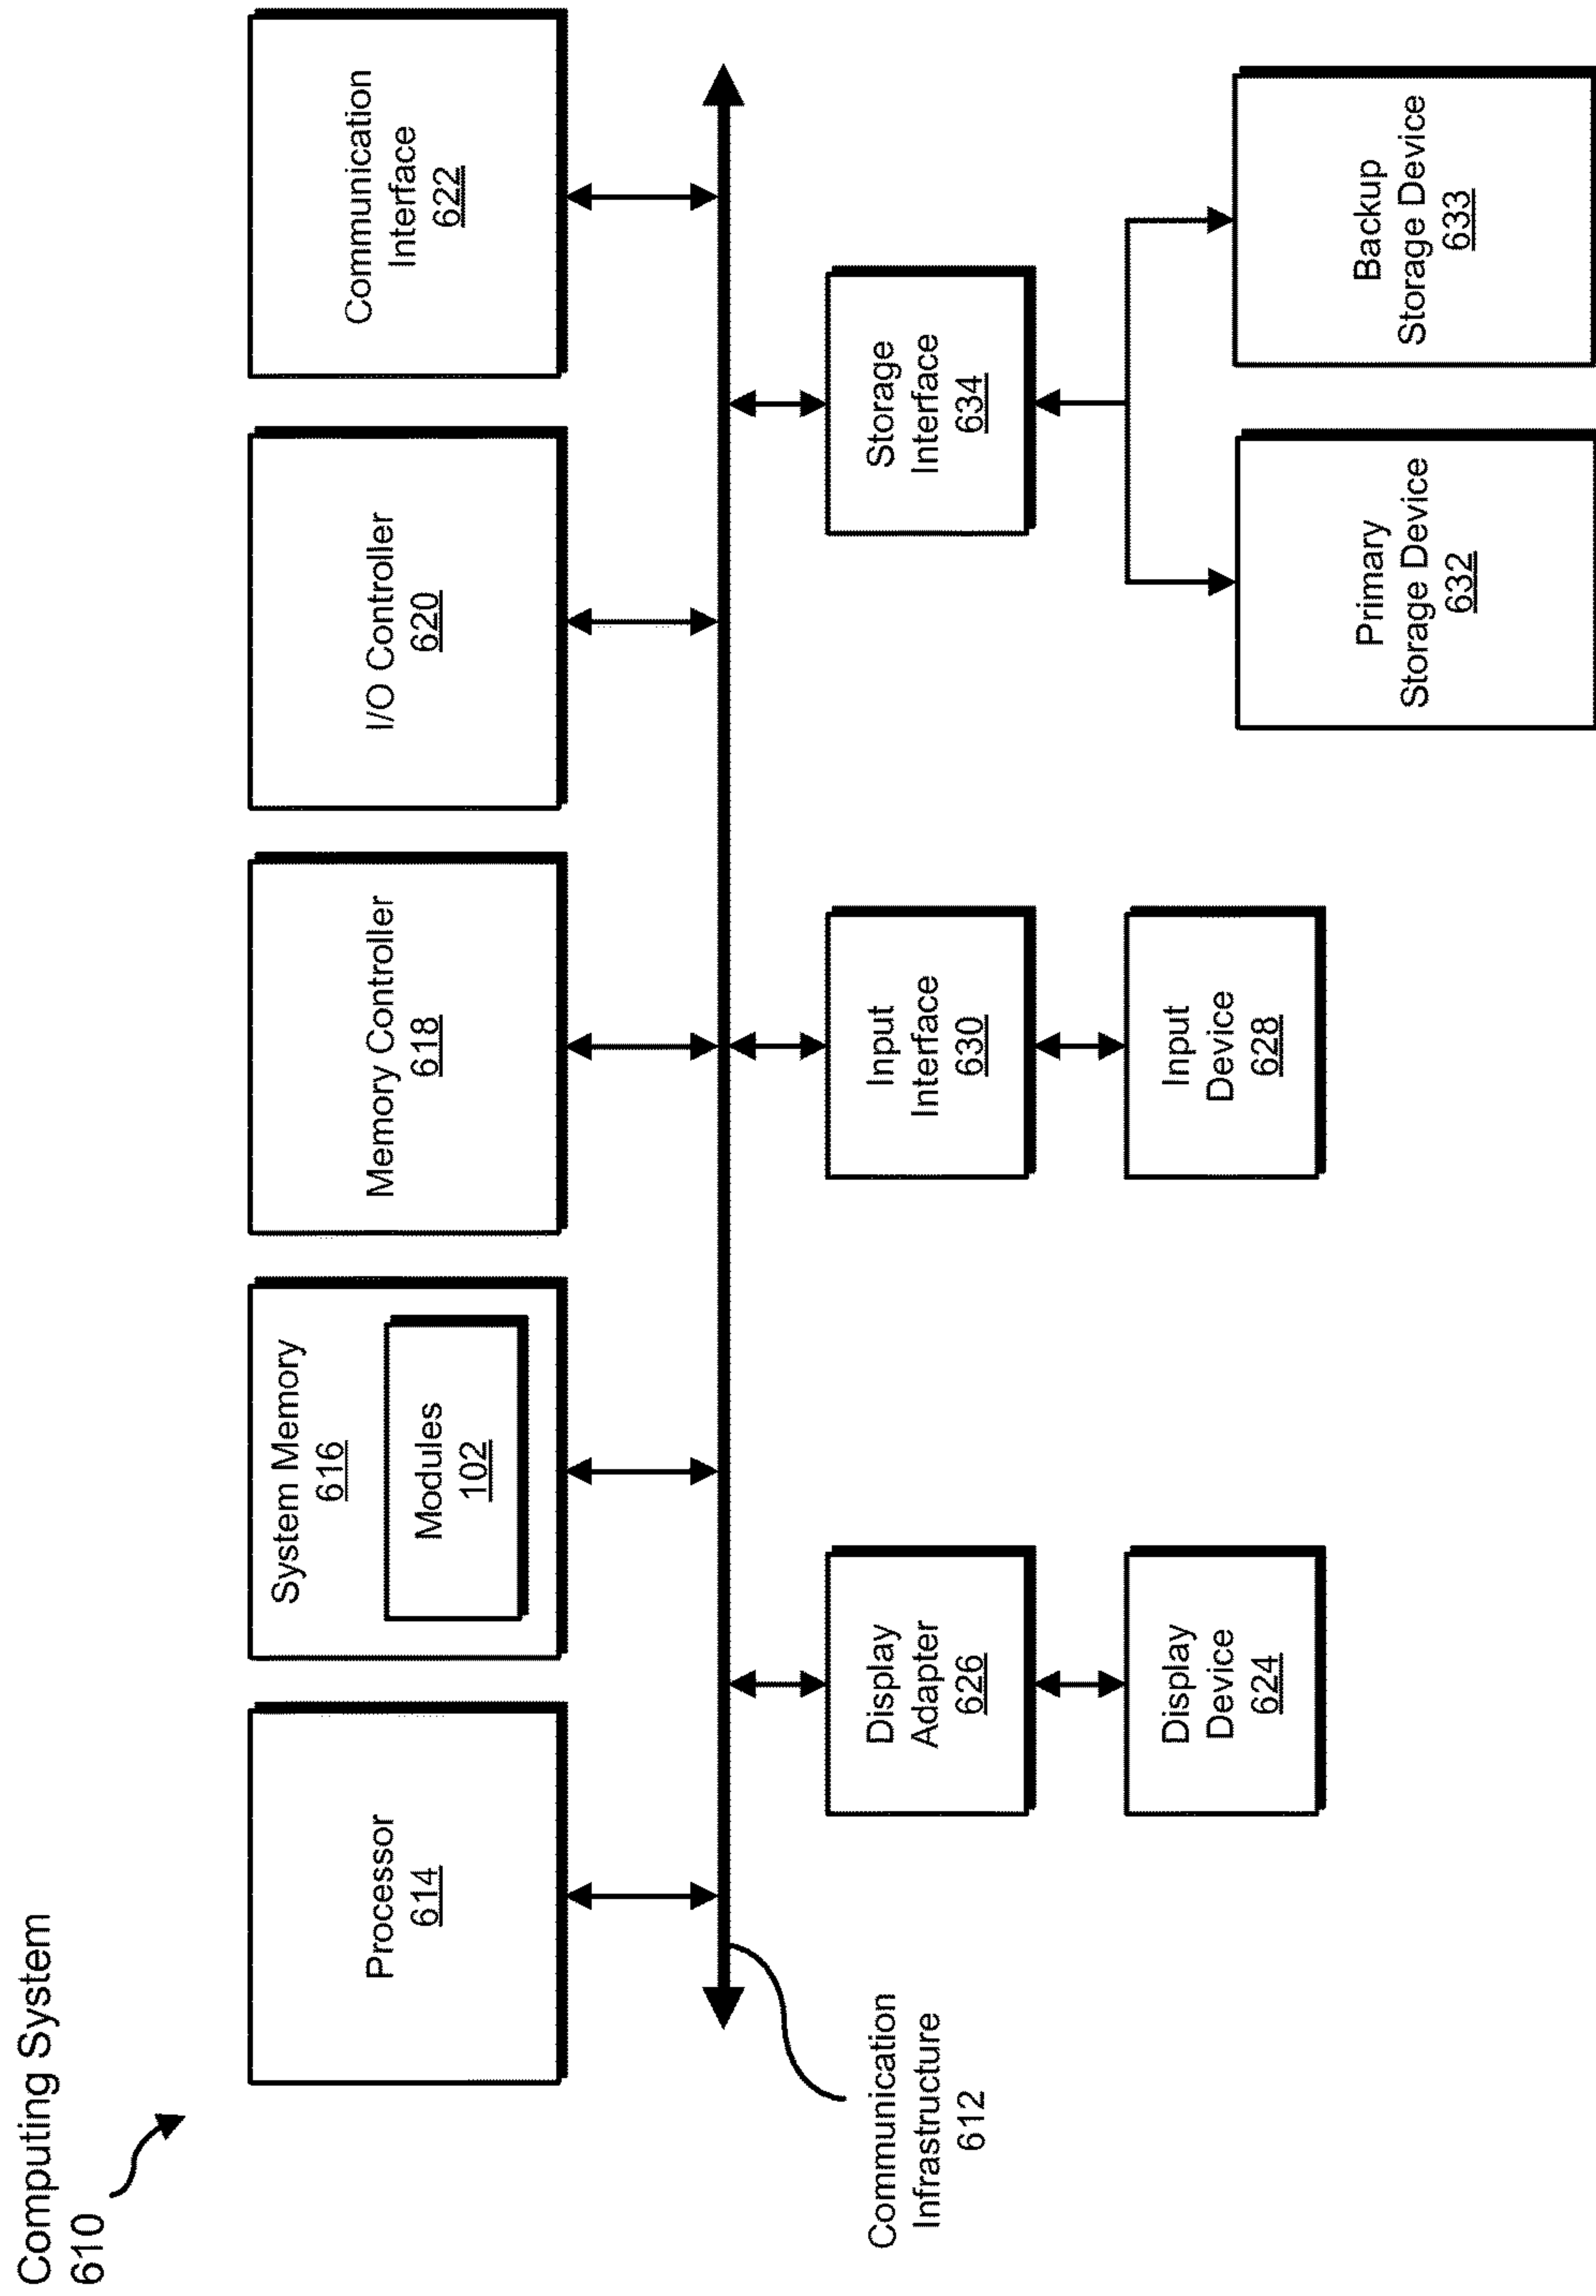 Computing System
610
Processor
614
System Memory
616
Modules
102
Memory Controller
618
I/O Controller
620
Communication
Interface
622
Communication
Infrastructure
612
Display
Adapter
626
Input
Interface
630
Storage
Interface
634
Display
Device
624
Input
Device
628
Primary
Storage Device
632
Backup
Storage Device
633